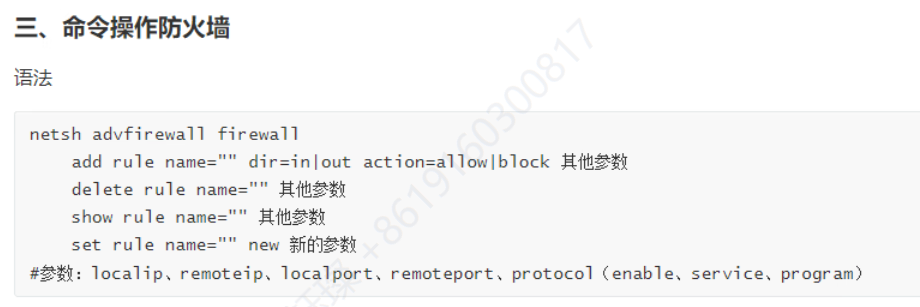 三、命令操作防火墙
语法
netsh advfirewall firewall
add rule name="" dir=in|out action=allow|block 其他参数
delete rule name="" 其他参数
show rule name="" 其他参数
set rule name="" new 新的参数
#参数：localip、remoteip、localport、remoteport、protocol（enable、service、program）
+8619160300817